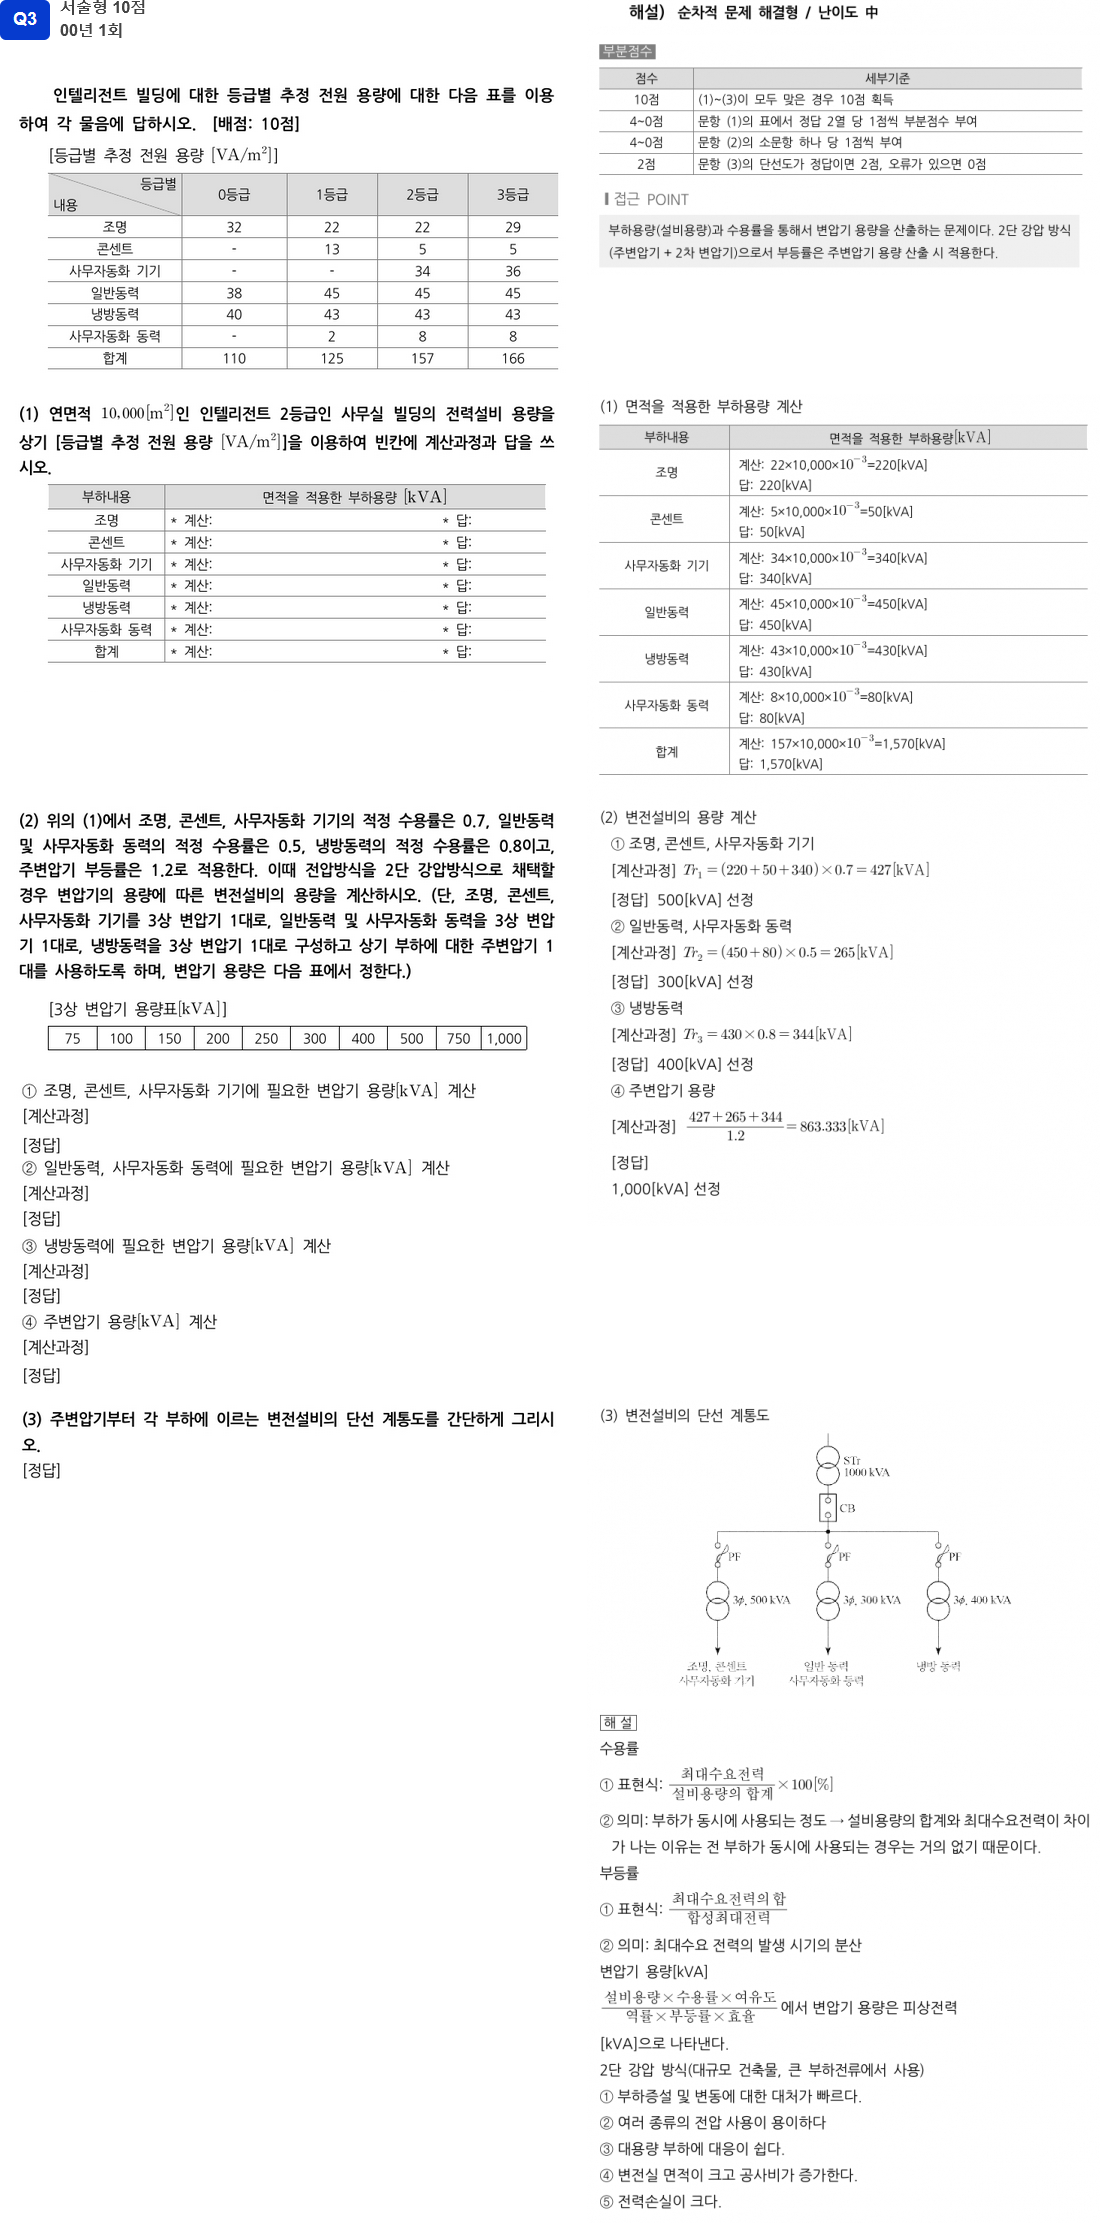 Q3
서술형 10점
00년 1회
인텔리전트 빌딩에 대한 등급별 추정 전원 용량에 대한 다음 표를 이용
하여 각 물음에 답하시오. [배점: 10점]
[등급별 추정 전원 용량 [VA/m²]]
등급별
내용
0등급 1등급 2등급 3등급
조명 32 22 22 29
콘센트 - 13 5 5
사무자동화 기기 - - 34 36
일반동력 38 45 45 45
냉방동력 40 43 43 43
사무자동화 동력 - 2 8 8
합계 110 125 157 166
(1) 연면적 10,000[m²]인 인텔리전트 2등급인 사무실 빌딩의 전력설비 용량을
상기 [등급별 추정 전원 용량 [VA/m²]]을 이용하여 빈칸에 계산과정과 답을 쓰
시오.
부하내용 면적을 적용한 부하용량 [kVA]
조명 * 계산: * 답:
콘센트 * 계산: * 답:
사무자동화 기기 * 계산: * 답:
일반동력 * 계산: * 답:
냉방동력 * 계산: * 답:
사무자동화 동력 * 계산: * 답:
합계 * 계산: * 답:
(2) 위의 (1)에서 조명, 콘센트, 사무자동화 기기의 적정 수용률은 0.7, 일반동력
및 사무자동화 동력의 적정 수용률은 0.5, 냉방동력의 적정 수용률은 0.8이고,
주변압기 부등률은 1.2로 적용한다. 이때 전압방식을 2단 강압방식으로 채택할
경우 변압기의 용량에 따른 변전설비의 용량을 계산하시오. (단, 조명, 콘센트,
사무자동화 기기를 3상 변압기 1대로, 일반동력 및 사무자동화 동력을 3상 변압
기 1대로, 냉방동력을 3상 변압기 1대로 구성하고 상기 부하에 대한 주변압기 1
대를 사용하도록 하며, 변압기 용량은 다음 표에서 정한다.)
[3상 변압기 용량표[kVA]]
75 100 150 200 250 300 400 500 750 1,000
① 조명, 콘센트, 사무자동화 기기에 필요한 변압기 용량[kVA] 계산
[계산과정]
[정답]
② 일반동력, 사무자동화 동력에 필요한 변압기 용량[kVA] 계산
[계산과정]
[정답]
③ 냉방동력에 필요한 변압기 용량[kVA] 계산
[계산과정]
[정답]
④ 주변압기 용량[kVA] 계산
[계산과정]
[정답]
(3) 주변압기부터 각 부하에 이르는 변전설비의 단선 계통도를 간단하게 그리시
오.
[정답]
해설) 순차적 문제 해결형 / 난이도 中
부분점수
점수 세부기준
10점 (1)~(3)이 모두 맞은 경우 10점 획득
4~0점 문항 (1)의 표에서 정답 2열 당 1점씩 부분점수 부여
4~0점 문항 (2)의 소문항 하나 당 1점씩 부여
2점 문항 (3)의 단선도가 정답이면 2점, 오류가 있으면 0점
접근 POINT
부하용량(설비용량)과 수용률을 통해서 변압기 용량을 산출하는 문제이다. 2단 강압 방식
(주변압기 + 2차 변압기)으로서 부등률은 주변압기 용량 산출 시 적용한다.
(1) 면적을 적용한 부하용량 계산
부하내용 면적을 적용한 부하용량[kVA]
조명 계산: 22×10,000×10⁻³=220[kVA]
답: 220[kVA]
콘센트 계산: 5×10,000×10⁻³=50[kVA]
답: 50[kVA]
사무자동화 기기 계산: 34×10,000×10⁻³=340[kVA]
답: 340[kVA]
일반동력 계산: 45×10,000×10⁻³=450[kVA]
답: 450[kVA]
냉방동력 계산: 43×10,000×10⁻³=430[kVA]
답: 430[kVA]
사무자동화 동력 계산: 8×10,000×10⁻³=80[kVA]
답: 80[kVA]
합계 계산: 157×10,000×10⁻³=1,570[kVA]
답: 1,570[kVA]
(2) 변전설비의 용량 계산
① 조명, 콘센트, 사무자동화 기기
[계산과정] Tr₁ = (220+50+340)×0.7 = 427[kVA]
[정답] 500[kVA] 선정
② 일반동력, 사무자동화 동력
[계산과정] Tr₂ = (450+80)×0.5 = 265[kVA]
[정답] 300[kVA] 선정
③ 냉방동력
[계산과정] Tr₃ = 430×0.8 = 344[kVA]
[정답] 400[kVA] 선정
④ 주변압기 용량
[계산과정] (427+265+344)/1.2 = 863.333[kVA]
[정답]
1,000[kVA] 선정
(3) 변전설비의 단선 계통도
STr
1000 kVA
CB
PF PF PF
3φ, 500 kVA 3φ, 300 kVA 3φ, 400 kVA
조명, 콘센트 일반 동력 냉방 동력
사무자동화 기기 사무자동화 등력
해 설
수용률
① 표현식: 최대수요전력/설비용량의 합계 × 100[%]
② 의미: 부하가 동시에 사용되는 정도 → 설비용량의 합계와 최대수요전력이 차이
가 나는 이유는 전 부하가 동시에 사용되는 경우는 거의 없기 때문이다.
부등률
① 표현식: 최대수요전력의 합/합성최대전력
② 의미: 최대수요 전력의 발생 시기의 분산
변압기 용량[kVA]
설비용량×수용률×여유도/역률×부등률×효율 에서 변압기 용량은 피상전력
[kVA]으로 나타낸다.
2단 강압 방식(대규모 건축물, 큰 부하전류에서 사용)
① 부하증설 및 변동에 대한 대처가 빠르다.
② 여러 종류의 전압 사용이 용이하다
③ 대용량 부하에 대응이 쉽다.
④ 변전실 면적이 크고 공사비가 증가한다.
⑤ 전력손실이 크다.